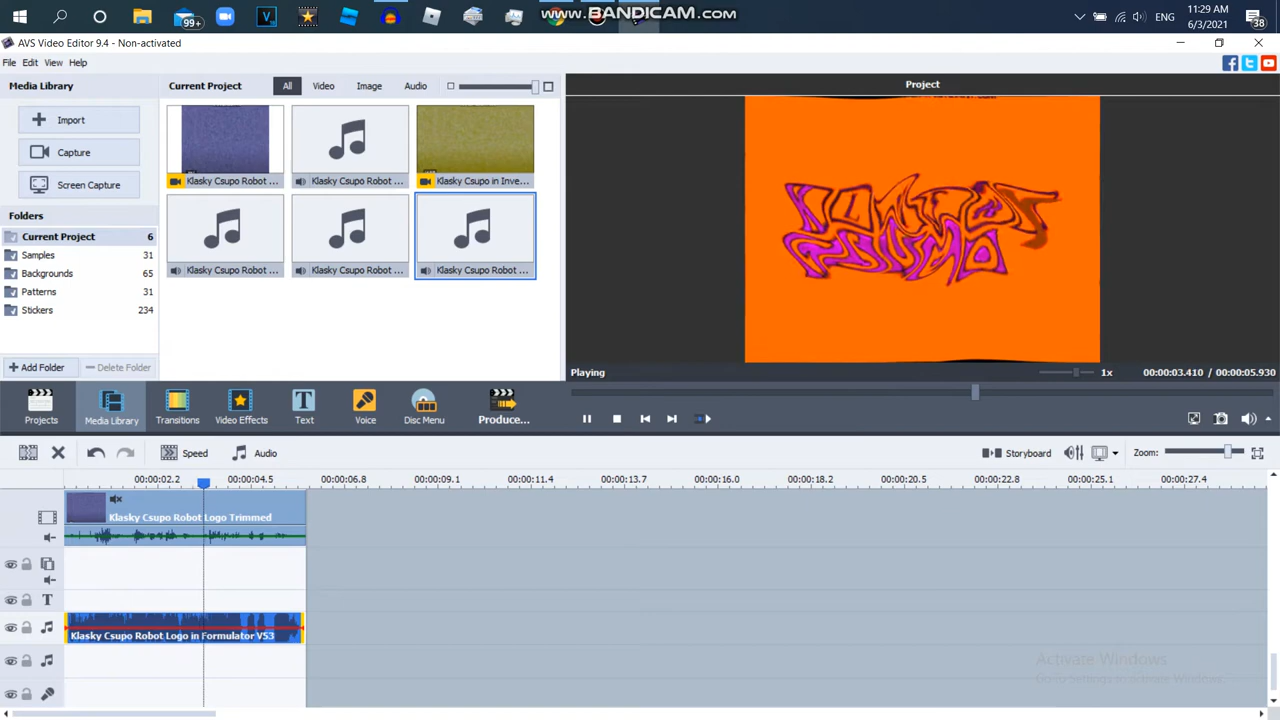 www.BANDICAM.com
99+
ENG
11:29 AM
6/3/2021
38
AVS Video Editor 9.4 - Non-activated
File Edit View Help
Media Library
Import
Capture
Screen Capture
Folders
Current Project 6
Samples 31
Backgrounds 65
Patterns 31
Stickers 234
Add Folder
Delete Folder
Current Project All Video Image Audio
Klasky Csupo Robot ... Klasky Csupo Robot ... Klasky Csupo in Inve...
Klasky Csupo Robot ... Klasky Csupo Robot ... Klasky Csupo Robot ...
Project
Playing 1x 00:00:03.410 / 00:00:05.930
Projects Media Library Transitions Video Effects Text Voice Disc Menu Produce...
Speed Audio Storyboard Zoom:
00:00:02.2 00:00:04.5 00:00:06.8 00:00:09.1 00:00:11.4 00:00:13.7 00:00:16.0 00:00:18.2 00:00:20.5 00:00:22.8 00:00:25.1 00:00:27.4
Klasky Csupo Robot Logo Trimmed
T
Klasky Csupo Robot Logo in Formulator V53
Activate Windows
Go to Settings to activate Windows.